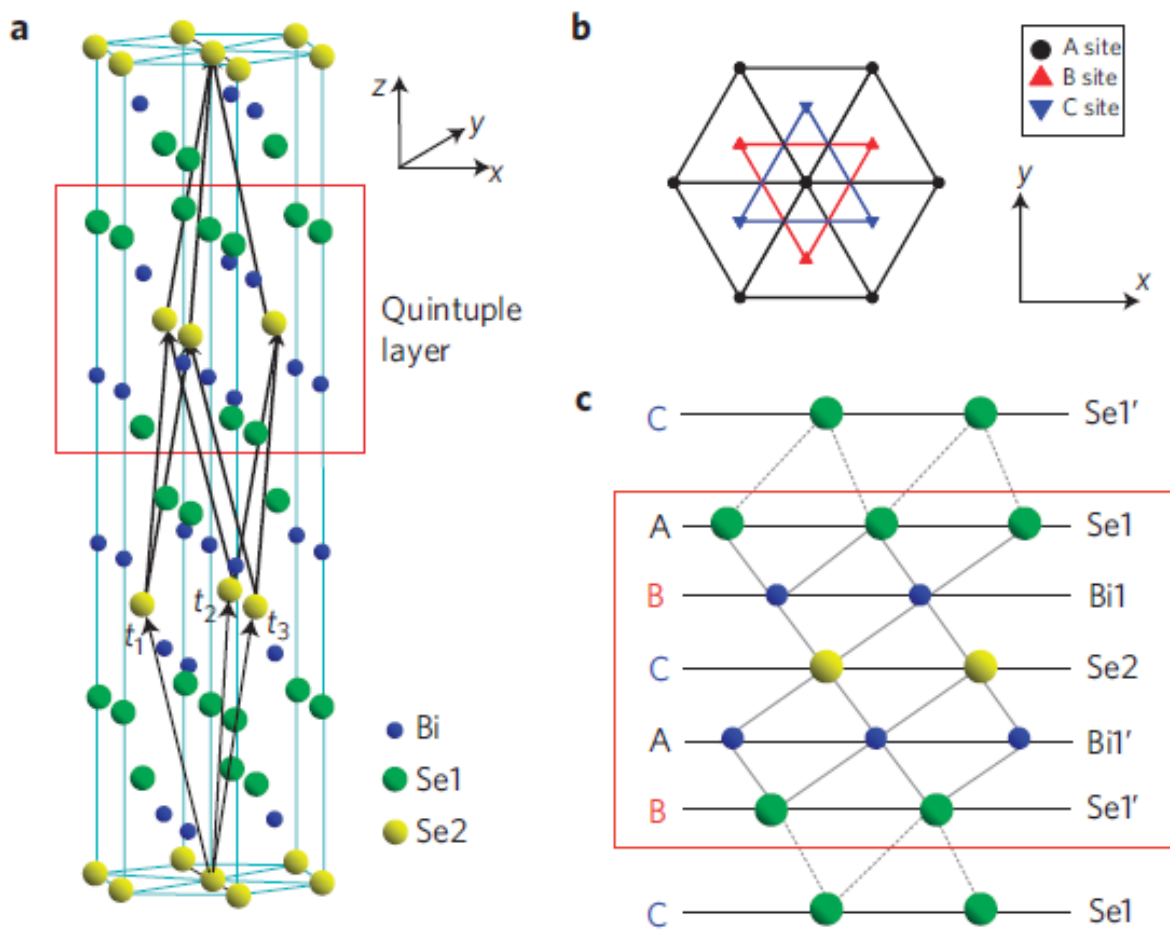 a
z
y
x
Quintuple
layer
t1
t2
t3
Bi
Se1
Se2
b
A site
B site
C site
y
x
c
C Se1′
A Se1
B Bi1
C Se2
A Bi1′
B Se1′
C Se1